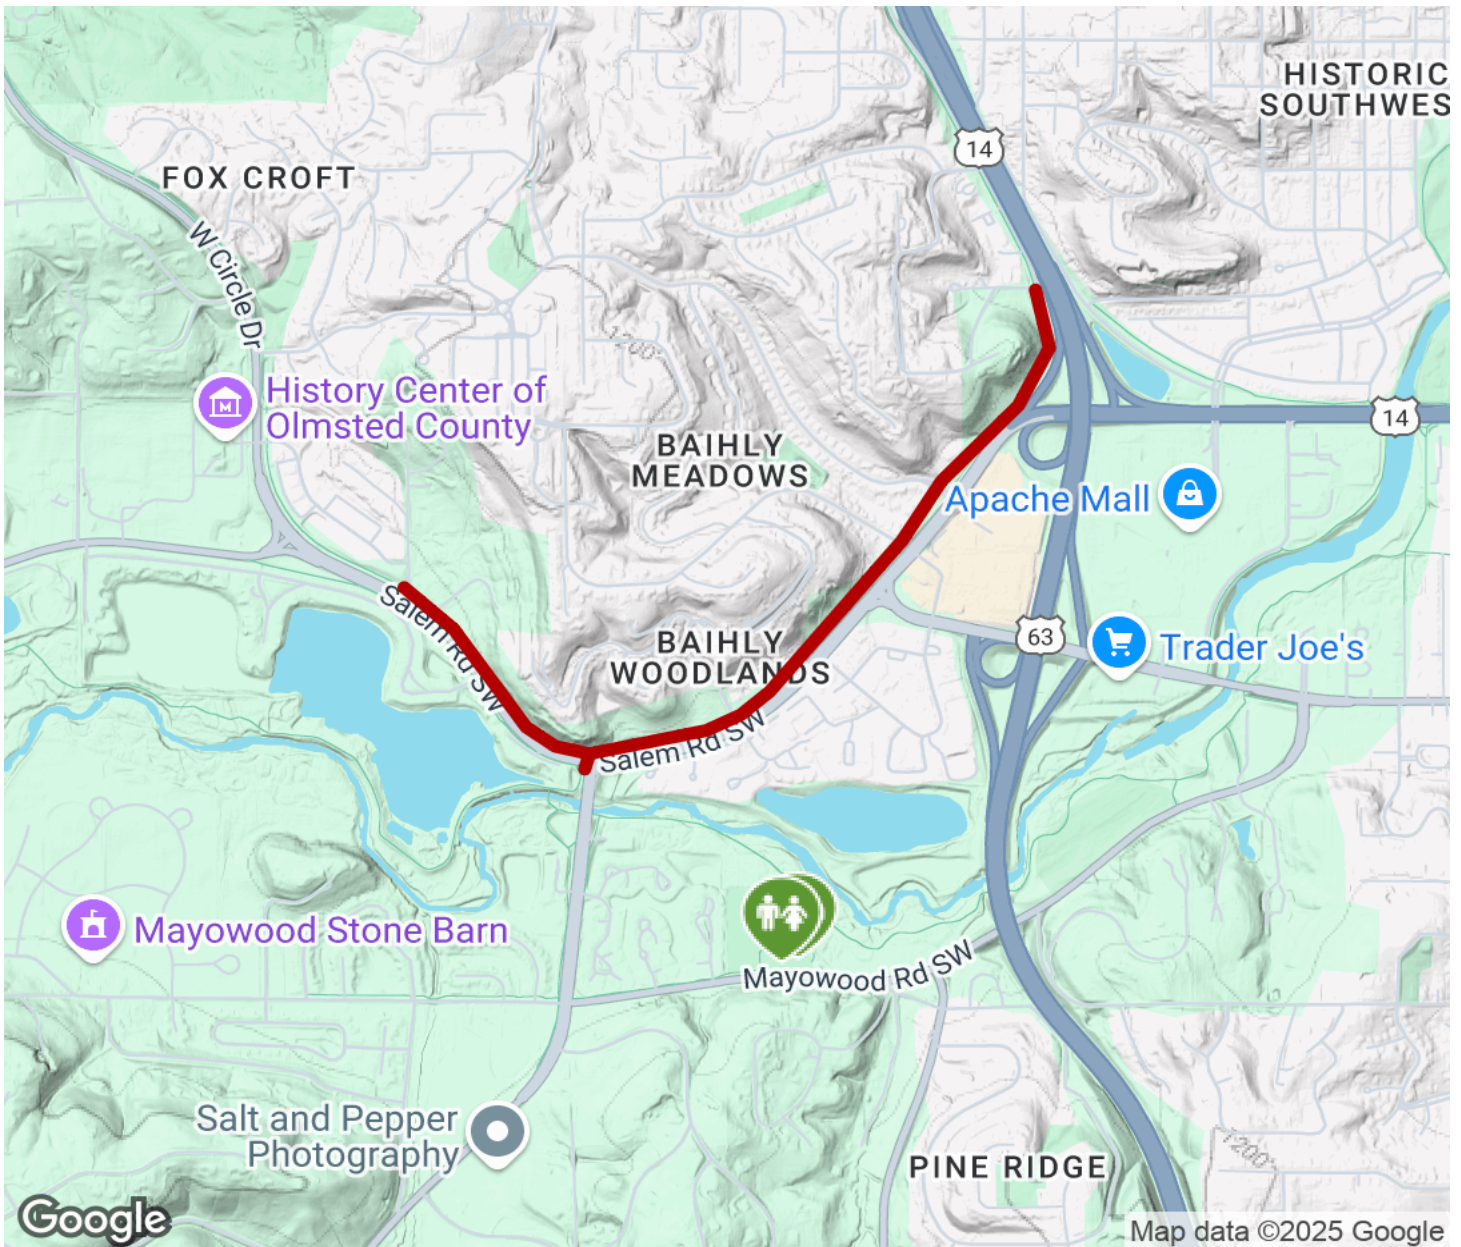 HISTORIC
SOUTHWES
14
FOX CROFT
W Circle Dr
1200
History Center of
Olmsted County
14
BAIHLY
MEADOWS
Apache Mall
Salem Rd SW
BAIHLY
WOODLANDS
63
Trader Joe's
Salem Rd SW
Mayowood Stone Barn
Mayowood Rd SW
Salt and Pepper
Photography
PINE RIDGE
1200
Google
Map data ©2025 Google